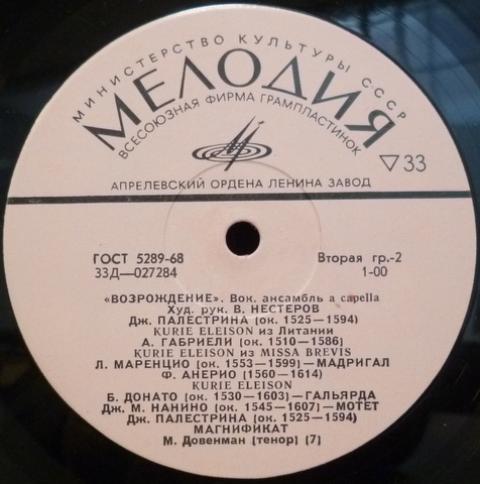 МИНИСТЕРСТВО КУЛЬТУРЫ СССР
МЕЛОДИЯ
ВСЕСОЮЗНАЯ ФИРМА ГРАМПЛАСТИНОК
▽ 33
АПРЕЛЕВСКИЙ ОРДЕНА ЛЕНИНА ЗАВОД
ГОСТ 5289-68 Вторая гр.-2
33Д—027284 1-00
«ВОЗРОЖДЕНИЕ». Вок. ансамбль a capella
Худ. рук. В. НЕСТЕРОВ
Дж. ПАЛЕСТРИНА (ок. 1525—1594)
KURIE ELEISON из Литании
А. ГАБРИЕЛИ (ок. 1510—1586)
KURIE ELEISON из MISSA BREVIS
Л. МАРЕНЦИО (ок. 1553—1599)—МАДРИГАЛ
Ф. АНЕРИО (1560—1614)
KURIE ELEISON
Б. ДОНАТО (ок. 1530—1603)—ГАЛЬЯРДА
Дж. М. НАНИНО (ок. 1545—1607)—МОТЕТ
Дж. ПАЛЕСТРИНА (ок. 1525—1594)
МАГНИФИКАТ
М. Довенман (тенор) (7)